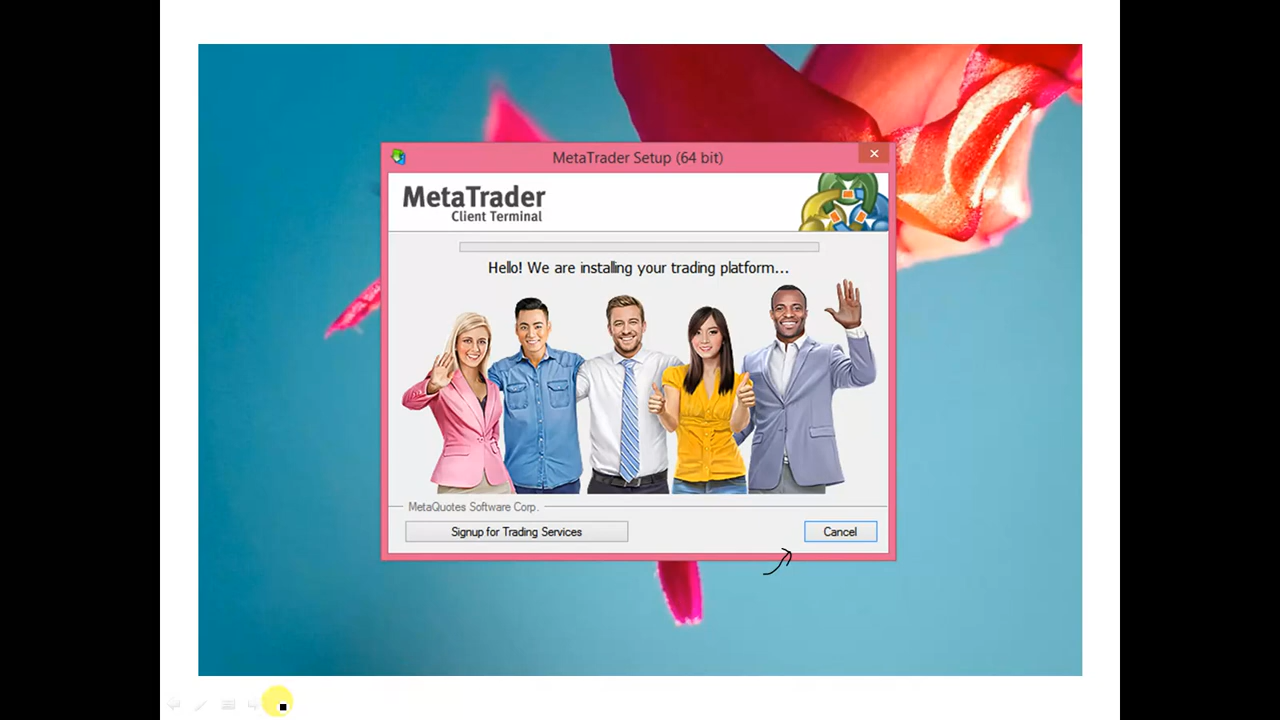 MetaTrader Setup (64 bit)
MetaTrader
Client Terminal
Hello! We are installing your trading platform...
MetaQuotes Software Corp.
Signup for Trading Services
Cancel